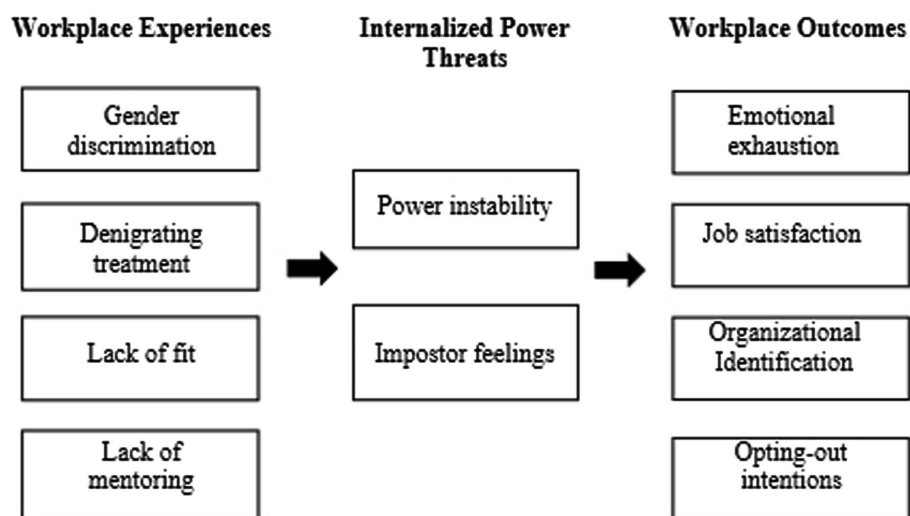 Workplace Experiences
Gender
discrimination
Denigrating
treatment
Lack of fit
Lack of
mentoring
Internalized Power
Threats
Power instability
Impostor feelings
Workplace Outcomes
Emotional
exhaustion
Job satisfaction
Organizational
Identification
Opting-out
intentions